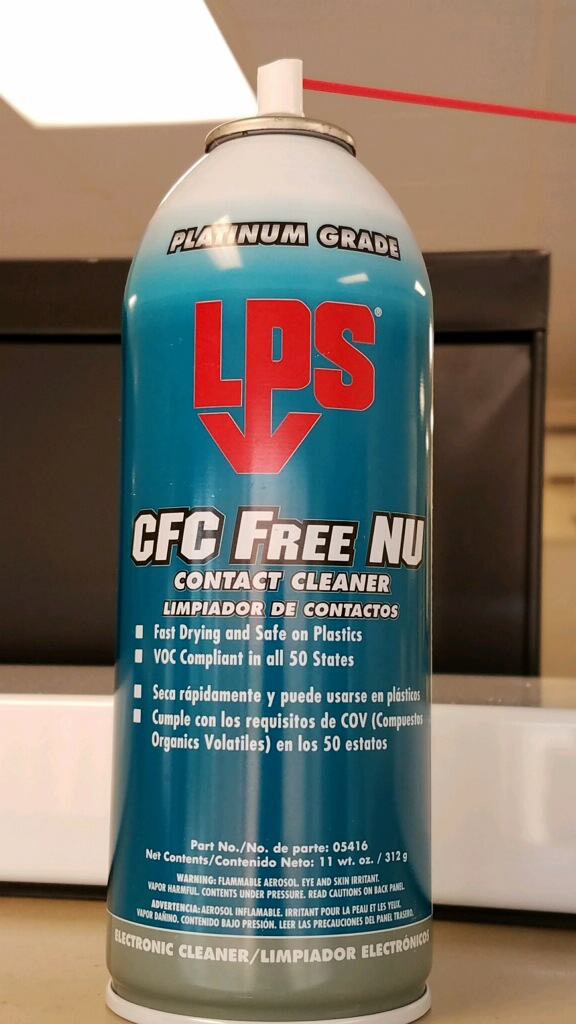 PLATINUM GRADE
LPS®
CFC FREE NU
CONTACT CLEANER
LIMPIADOR DE CONTACTOS
Fast Drying and Safe on Plastics
VOC Compliant in all 50 States
Seca rápidamente y puede usarse en plásticos
Cumple con los requisitos de COV (Compuestos
Organics Volatiles) en los 50 estatos
Part No./No. de parte: 05416
Net Contents/Contenido Neto: 11 wt. oz. / 312 g
WARNING: FLAMMABLE AEROSOL. EYE AND SKIN IRRITANT.
VAPOR HARMFUL. CONTENTS UNDER PRESSURE. READ CAUTIONS ON BACK PANEL.
ADVERTENCIA: AEROSOL INFLAMABLE. IRRITANT POUR LA PEAU ET LES YEUX.
VAPOR DAÑINO. CONTENIDO BAJO PRESIÓN. LEER LAS PRECAUCIONES DEL PANEL TRASERO.
ELECTRONIC CLEANER/LIMPIADOR ELECTRÓNICOS